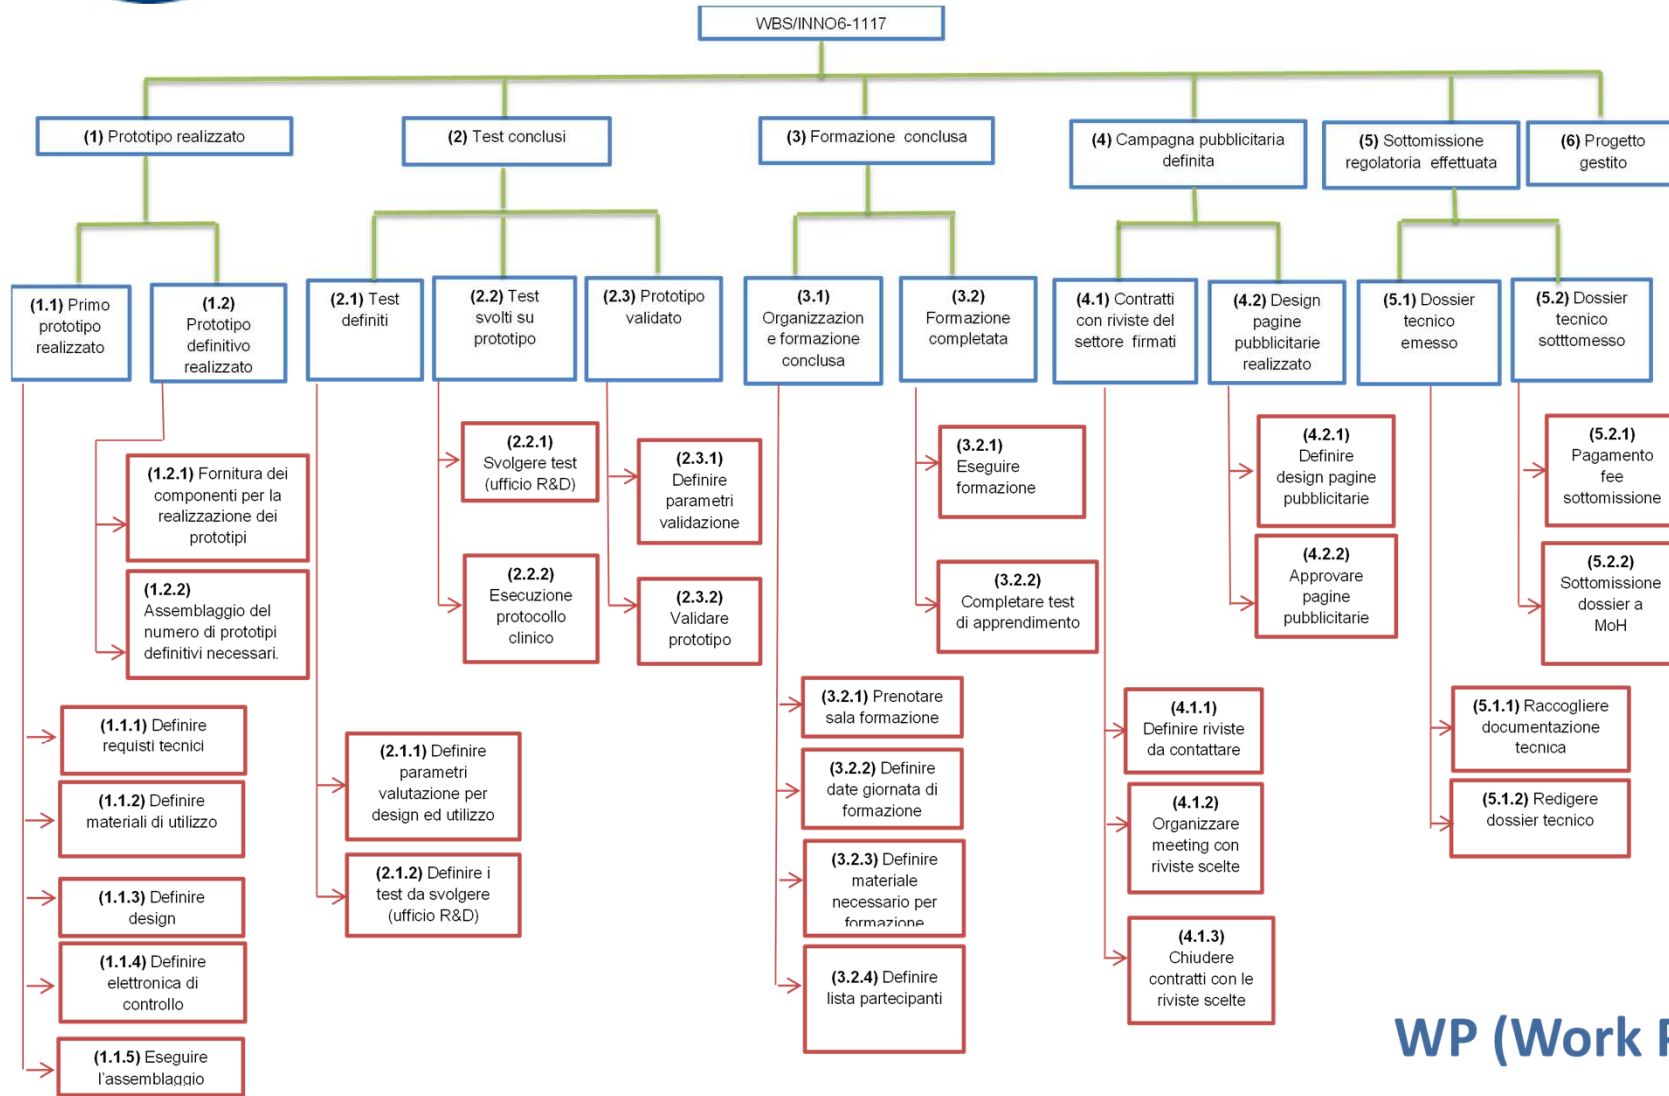 WBS/INNO6-1117
(1) Prototipo realizzato
(2) Test conclusi
(3) Formazione conclusa
(4) Campagna pubblicitaria
definita
(5) Sottomissione
regolatoria effettuata
(6) Progetto
gestito
(1.1) Primo
prototipo
realizzato
(1.2)
Prototipo
definitivo
realizzato
(2.1) Test
definiti
(2.2) Test
svolti su
prototipo
(2.3) Prototipo
validato
(3.1)
Organizzazion
e formazione
conclusa
(3.2)
Formazione
completata
(4.1) Contratti
con riviste del
settore firmati
(4.2) Design
pagine
pubblicitarie
realizzato
(5.1) Dossier
tecnico
emesso
(5.2) Dossier
tecnico
sotttomesso
(1.2.1) Fornitura dei
componenti per la
realizzazione dei
prototipi
(1.2.2)
Assemblaggio del
numero di prototipi
definitivi necessari.
(1.1.1) Definire
requisti tecnici
(1.1.2) Definire
materiali di utilizzo
(1.1.3) Definire
design
(1.1.4) Definire
elettronica di
controllo
(1.1.5) Eseguire
l'assemblaggio
(2.1.1) Definire
parametri
valutazione per
design ed utilizzo
(2.1.2) Definire i
test da svolgere
(ufficio R&D)
(2.2.1)
Svolgere test
(ufficio R&D)
(2.2.2)
Esecuzione
protocollo
clinico
(2.3.1)
Definire
parametri
validazione
(2.3.2)
Validare
prototipo
(3.2.1) Prenotare
sala formazione
(3.2.2) Definire
date giornata di
formazione
(3.2.3) Definire
materiale
necessario per
formazione
(3.2.4) Definire
lista partecipanti
(3.2.1)
Eseguire
formazione
(3.2.2)
Completare test
di apprendimento
(4.1.1)
Definire riviste
da contattare
(4.1.2)
Organizzare
meeting con
riviste scelte
(4.1.3)
Chiudere
contratti con le
riviste scelte
(4.2.1)
Definire
design pagine
pubblicitarie
(4.2.2)
Approvare
pagine
pubblicitarie
(5.1.1) Raccogliere
documentazione
tecnica
(5.1.2) Redigere
dossier tecnico
(5.2.1)
Pagamento
fee
sottomissione
(5.2.2)
Sottomissione
dossier a
MoH
WP (Work P